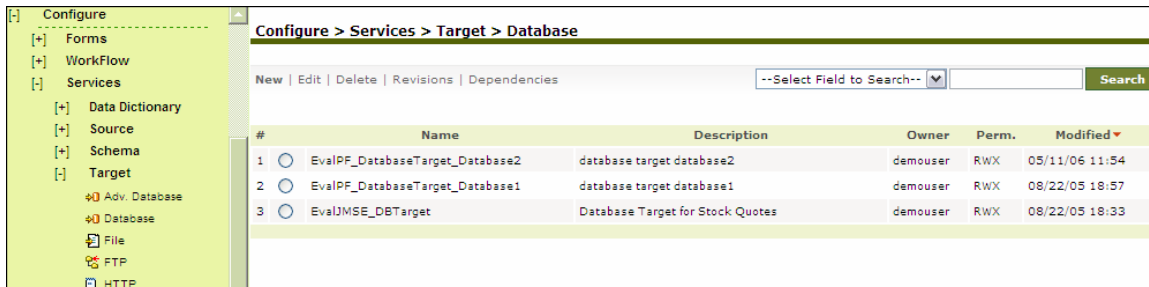 [-] Configure
[+] Forms
[+] WorkFlow
[-] Services
[+] Data Dictionary
[+] Source
[+] Schema
[-] Target
Adv. Database
Database
File
FTP
HTTP
Configure > Services > Target > Database
New | Edit | Delete | Revisions | Dependencies
--Select Field to Search-- Search
# Name Description Owner Perm. Modified
1 EvalPF_DatabaseTarget_Database2 database target database2 demouser RWX 05/11/06 11:54
2 EvalPF_DatabaseTarget_Database1 database target database1 demouser RWX 08/22/05 18:57
3 EvalJMSE_DBTarget Database Target for Stock Quotes demouser RWX 08/22/05 18:33